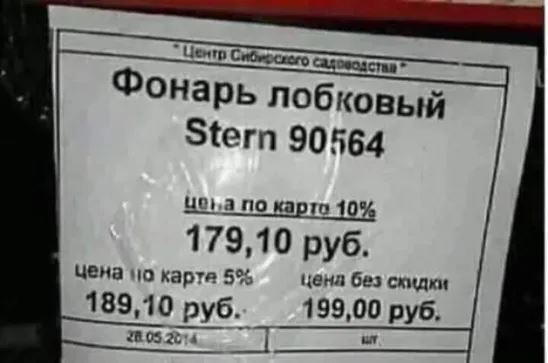 "Центр Сибирского садоводства"
Фонарь лобковый
Stern 90564
цена по карте 10%
179,10 руб.
цена по карте 5% цена без скидки
189,10 руб. 199,00 руб.
28.05.2014 шт.